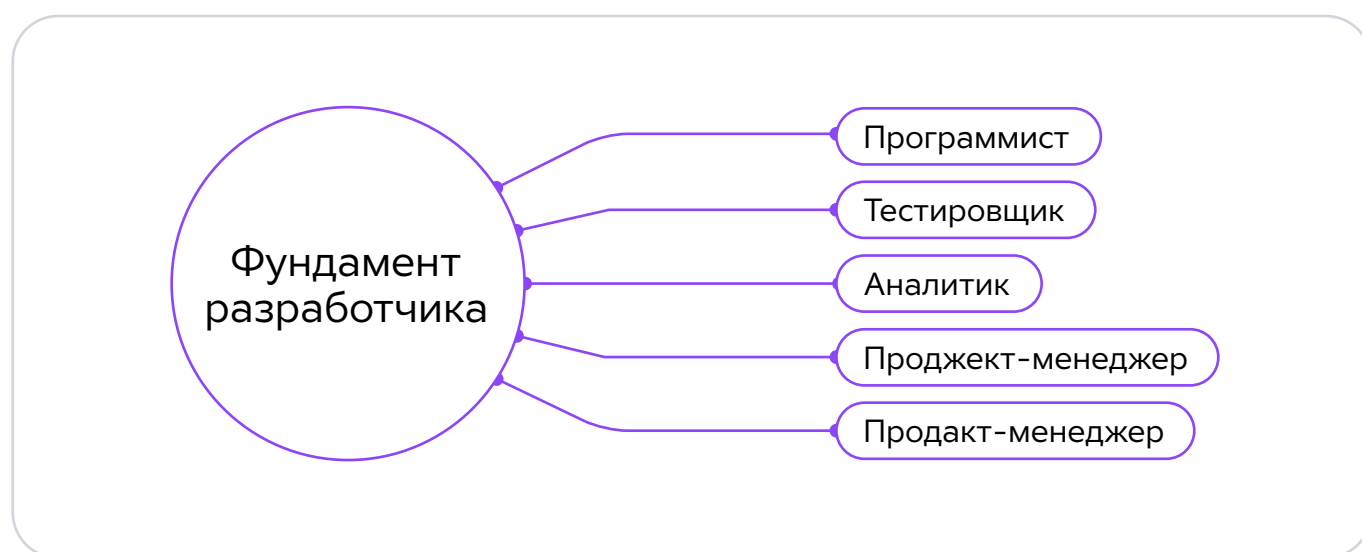 Фундамент
разработчика
Программист
Тестировщик
Аналитик
Проджект-менеджер
Продакт-менеджер